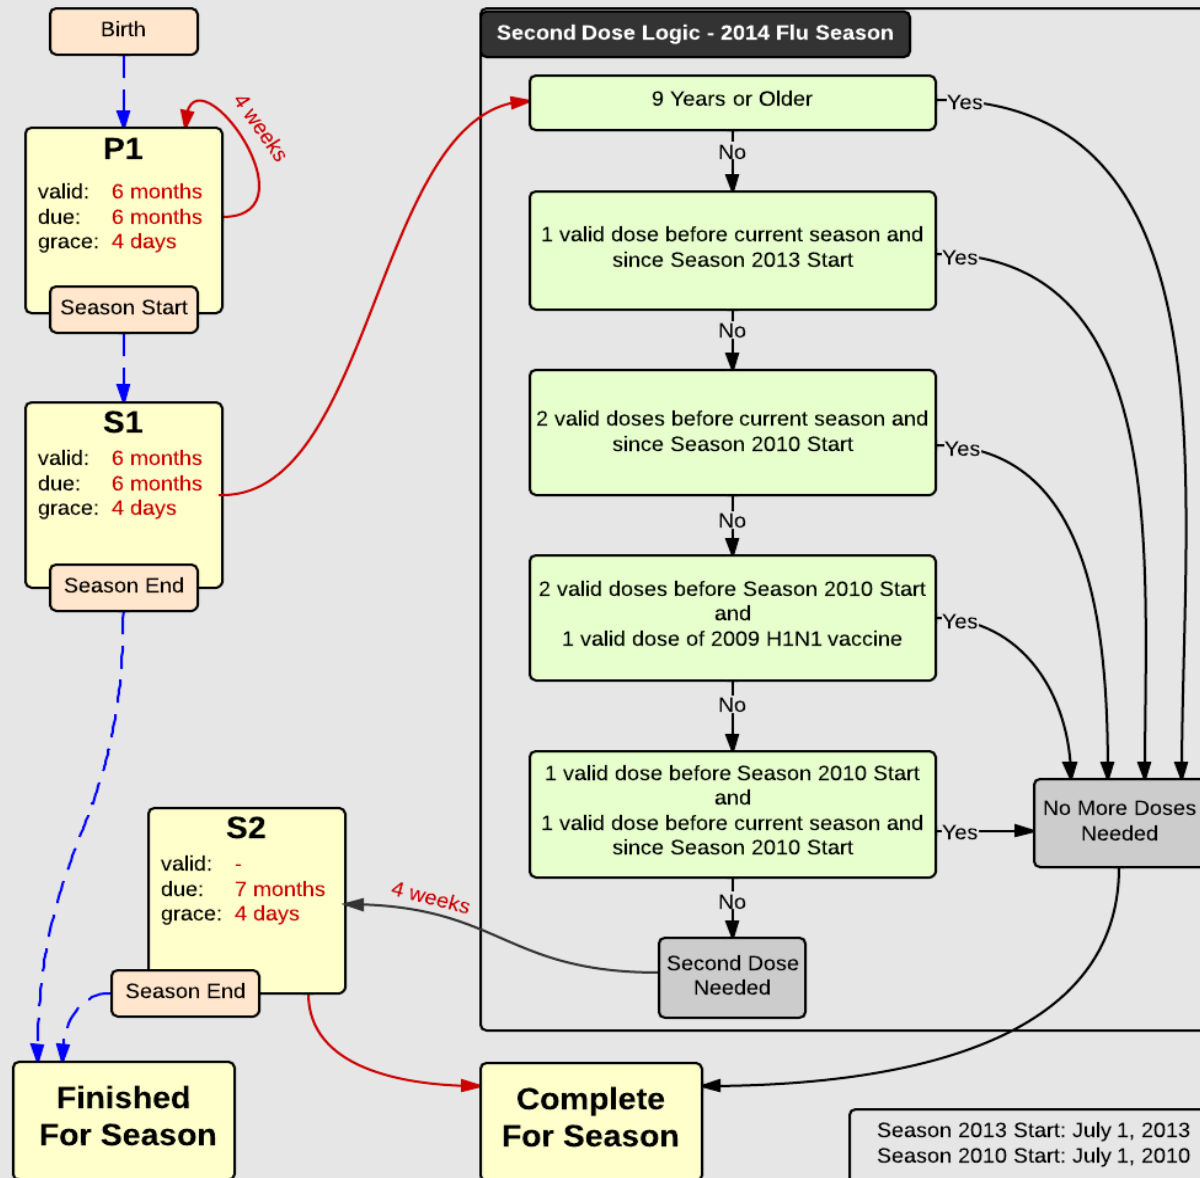 Birth
P1
valid: 6 months
due: 6 months
grace: 4 days
4 weeks
Season Start
S1
valid: 6 months
due: 6 months
grace: 4 days
Season End
Second Dose Logic - 2014 Flu Season
9 Years or Older
Yes
No
1 valid dose before current season and
since Season 2013 Start
Yes
No
2 valid doses before current season and
since Season 2010 Start
Yes
No
2 valid doses before Season 2010 Start
and
1 valid dose of 2009 H1N1 vaccine
Yes
No
1 valid dose before Season 2010 Start
and
1 valid dose before current season and
since Season 2010 Start
Yes
No More Doses
Needed
No
Second Dose
Needed
4 weeks
S2
valid: -
due: 7 months
grace: 4 days
Season End
Finished
For Season
Complete
For Season
Season 2013 Start: July 1, 2013
Season 2010 Start: July 1, 2010